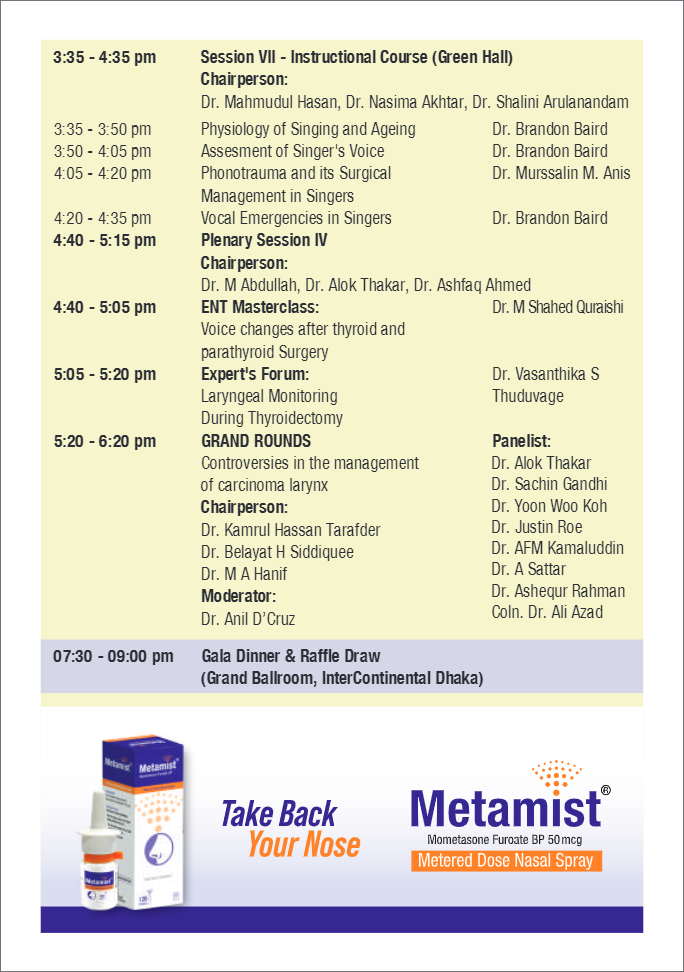 3:35 - 4:35 pm Session VII - Instructional Course (Green Hall)
Chairperson:
Dr. Mahmudul Hasan, Dr. Nasima Akhtar, Dr. Shalini Arulanandam
3:35 - 3:50 pm Physiology of Singing and Ageing Dr. Brandon Baird
3:50 - 4:05 pm Assesment of Singer's Voice Dr. Brandon Baird
4:05 - 4:20 pm Phonotrauma and its Surgical Dr. Murssalin M. Anis
Management in Singers
4:20 - 4:35 pm Vocal Emergencies in Singers Dr. Brandon Baird
4:40 - 5:15 pm Plenary Session IV
Chairperson:
Dr. M Abdullah, Dr. Alok Thakar, Dr. Ashfaq Ahmed
4:40 - 5:05 pm ENT Masterclass: Dr. M Shahed Quraishi
Voice changes after thyroid and
parathyroid Surgery
5:05 - 5:20 pm Expert's Forum: Dr. Vasanthika S
Laryngeal Monitoring Thuduvage
During Thyroidectomy
5:20 - 6:20 pm GRAND ROUNDS Panelist:
Controversies in the management Dr. Alok Thakar
of carcinoma larynx Dr. Sachin Gandhi
Chairperson: Dr. Yoon Woo Koh
Dr. Kamrul Hassan Tarafder Dr. Justin Roe
Dr. Belayat H Siddiquee Dr. AFM Kamaluddin
Dr. M A Hanif Dr. A Sattar
Moderator: Dr. Ashequr Rahman
Dr. Anil D’Cruz Coln. Dr. Ali Azad
07:30 - 09:00 pm Gala Dinner & Raffle Draw
(Grand Ballroom, InterContinental Dhaka)
Metamist Metamist
Take Back
Your Nose
Metamist®
Mometasone Furoate BP 50 mcg
Metered Dose Nasal Spray
Metamist
120